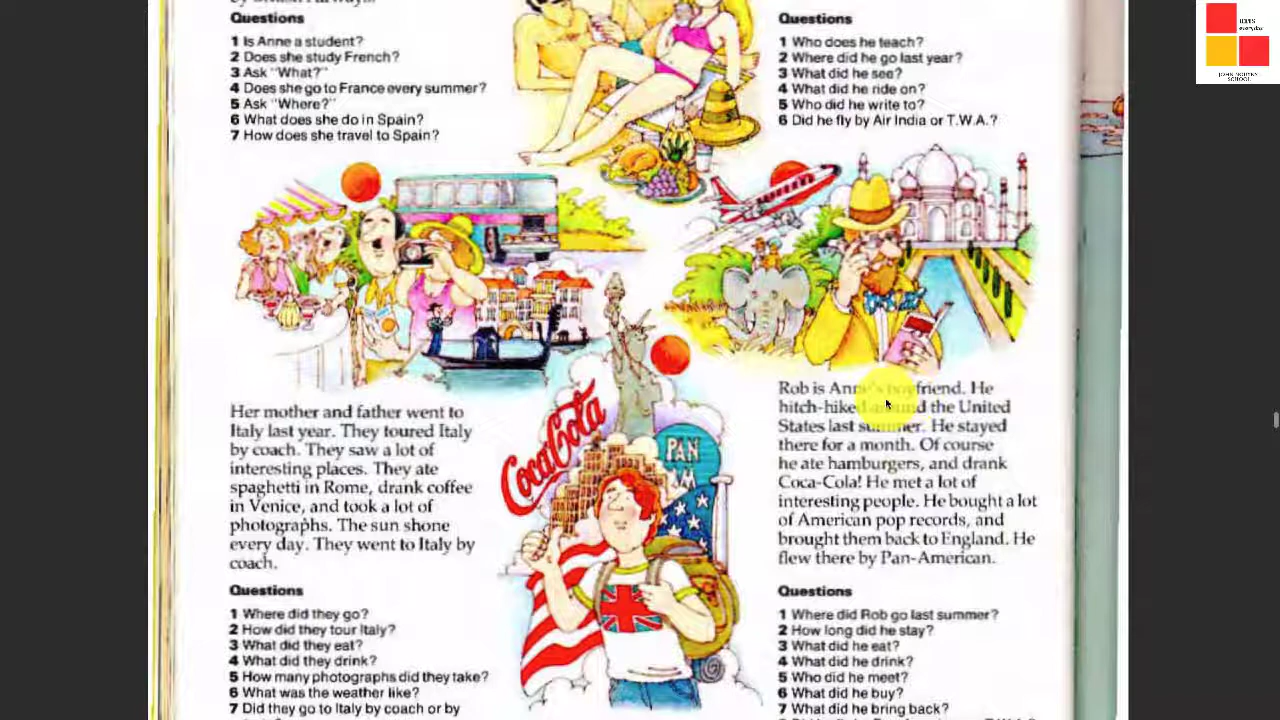 Questions
1 Is Anne a student?
2 Does she study French?
3 Ask "What?"
4 Does she go to France every summer?
5 Ask "Where?"
6 What does she do in Spain?
7 How does she travel to Spain?
Questions
1 Who does he teach?
2 Where did he go last year?
3 What did he see?
4 What did he ride on?
5 Who did he write to?
6 Did he fly by Air India or T.W.A.?
Her mother and father went to
Italy last year. They toured Italy
by coach. They saw a lot of
interesting places. They ate
spaghetti in Rome, drank coffee
in Venice, and took a lot of
photographs. The sun shone
every day. They went to Italy by
coach.
Questions
1 Where did they go?
2 How did they tour Italy?
3 What did they eat?
4 What did they drink?
5 How many photographs did they take?
6 What was the weather like?
7 Did they go to Italy by coach or by
Coca-Cola
PAN
AM
Rob is Anne's boyfriend. He
hitch-hiked around the United
States last summer. He stayed
there for a month. Of course
he ate hamburgers, and drank
Coca-Cola! He met a lot of
interesting people. He bought a lot
of American pop records, and
brought them back to England. He
flew there by Pan-American.
Questions
1 Where did Rob go last summer?
2 How long did he stay?
3 What did he eat?
4 What did he drink?
5 Who did he meet?
6 What did he buy?
7 What did he bring back?
everyday
SCHOOL